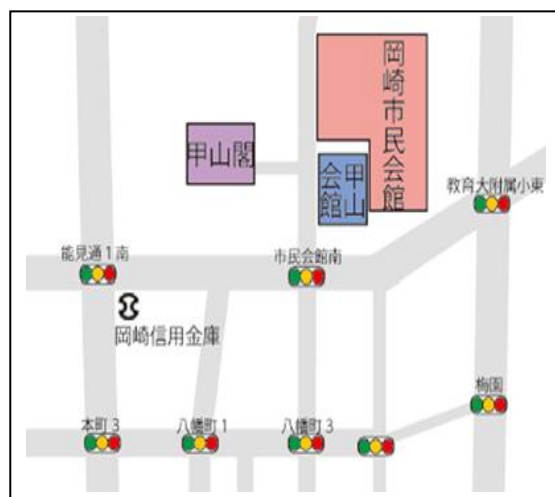 岡崎市民会館
甲山閣
甲山
会館
教育大附属小東
能見通1南
市民会館南
岡崎信用金庫
梅園
本町3
八幡町1
八幡町3